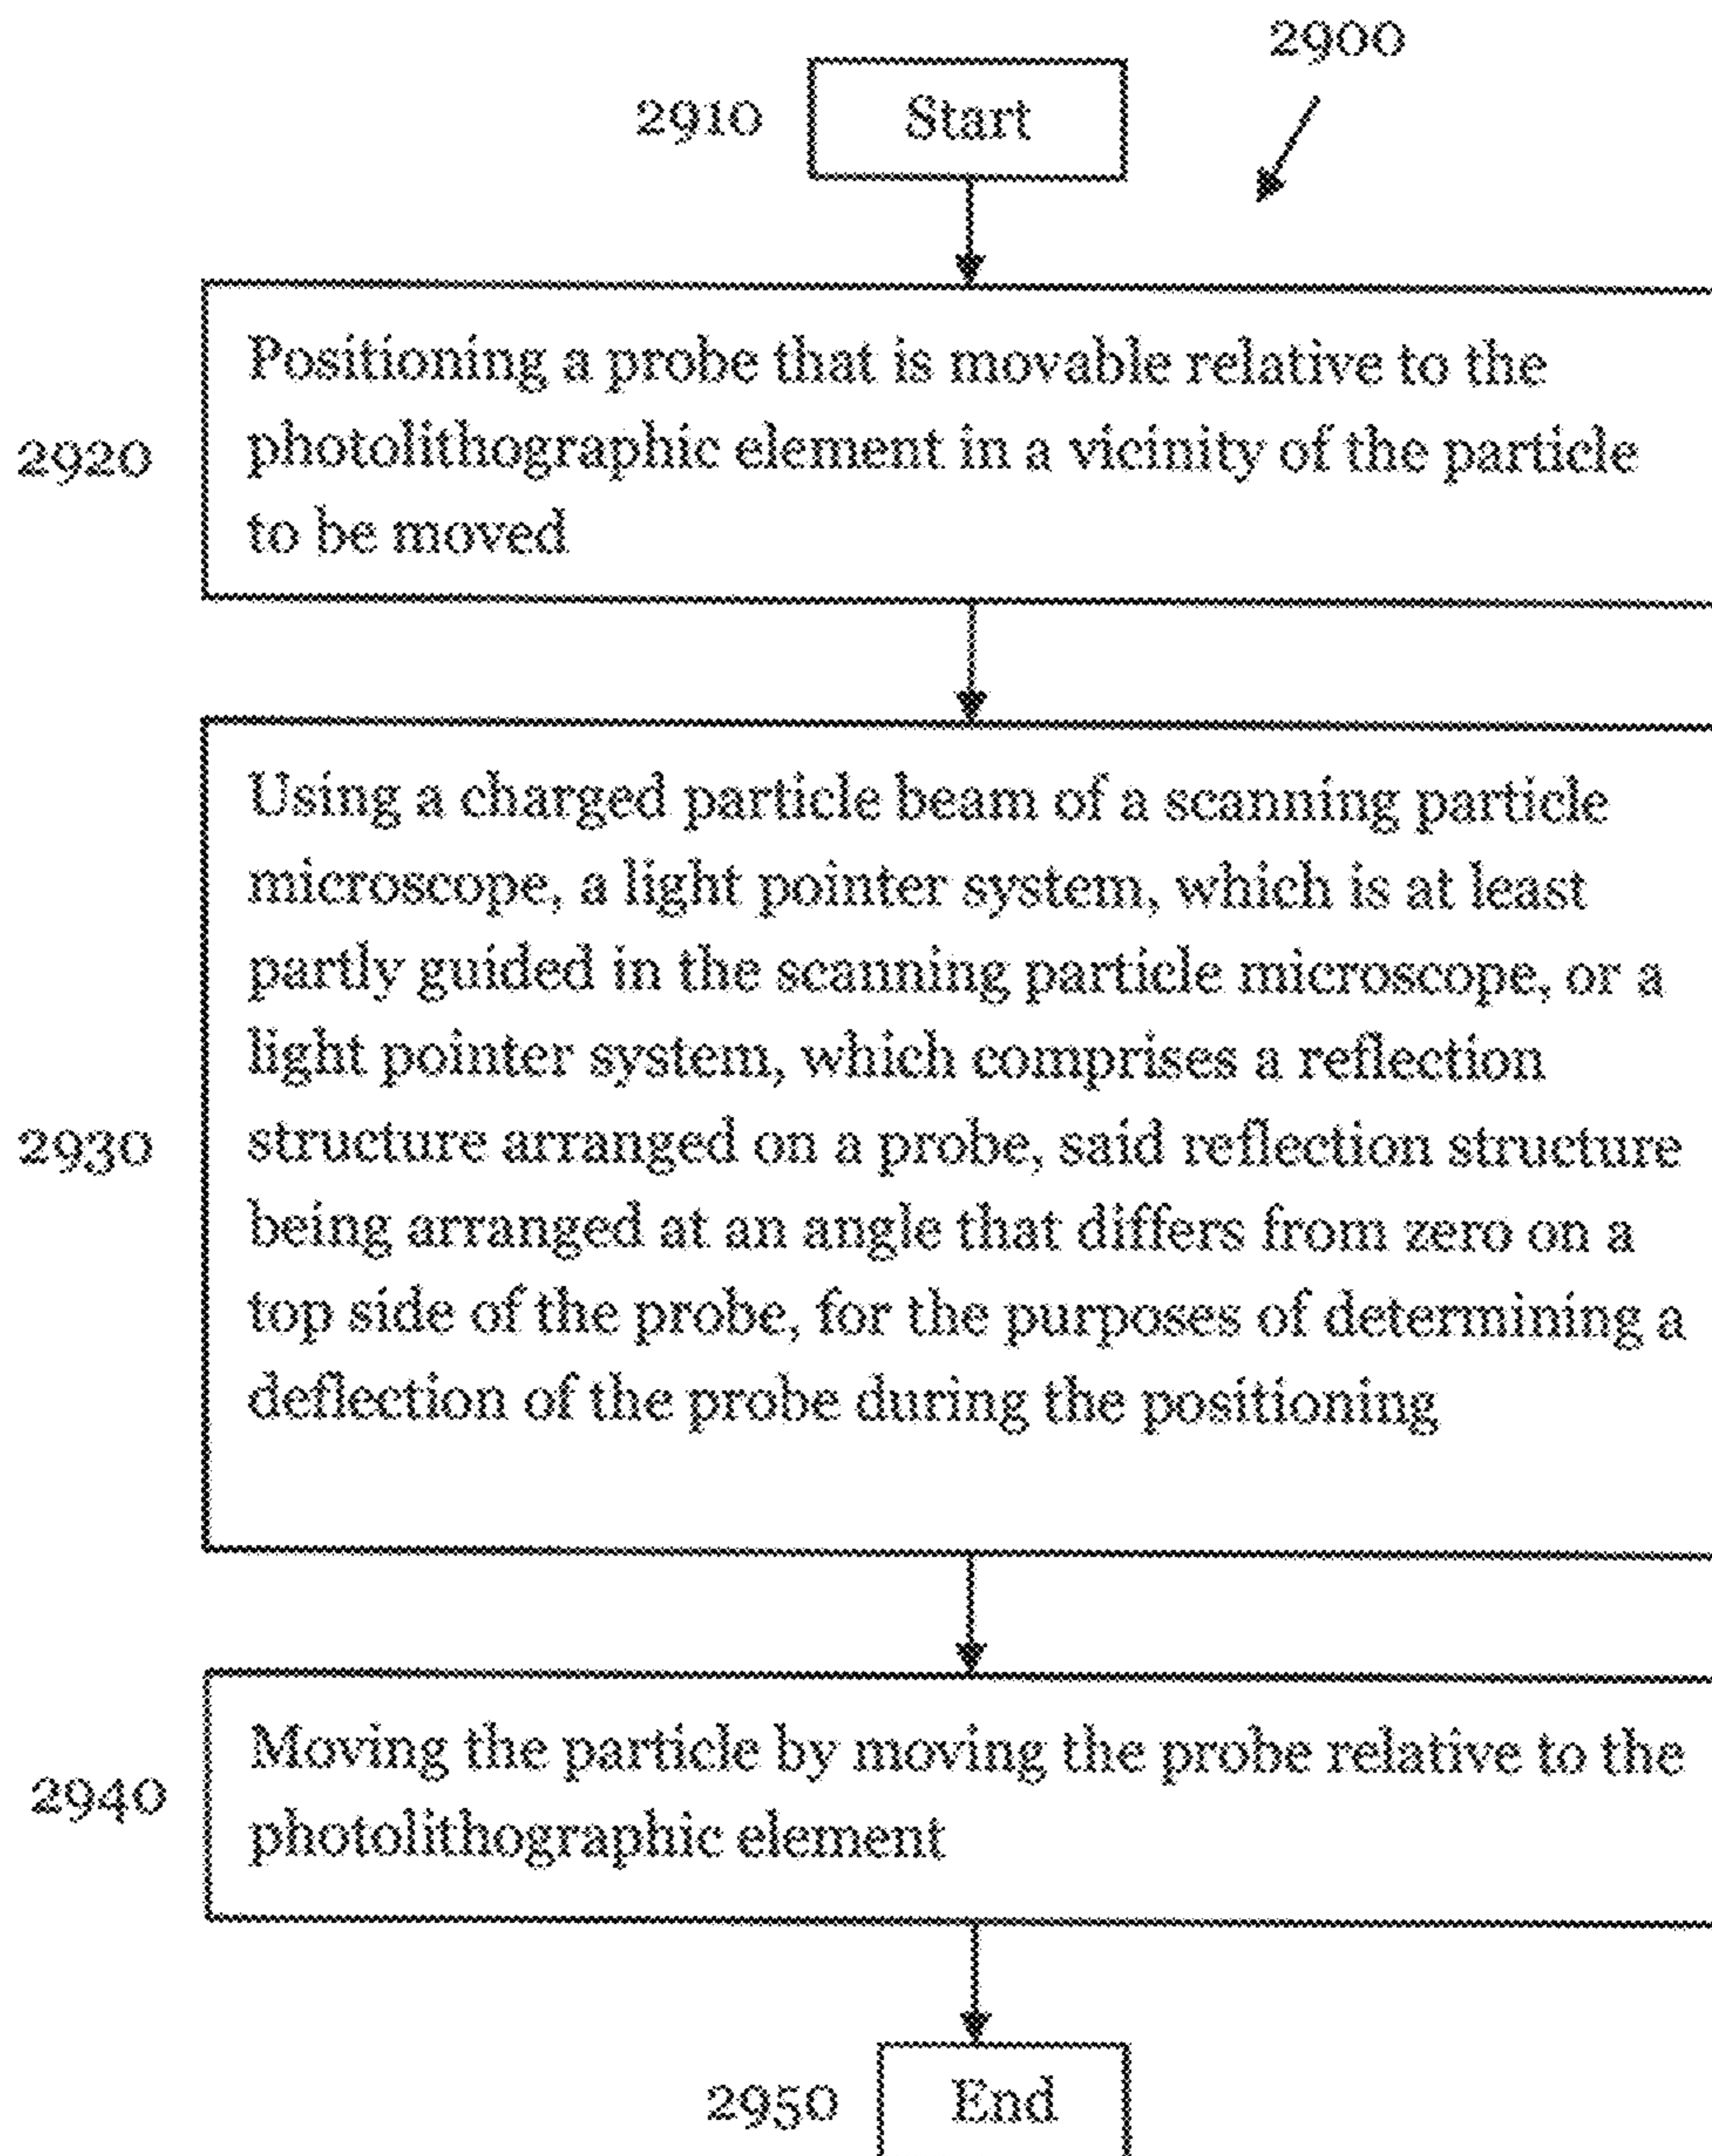 2900
2910
Start
Positioning a probe that is movable relative to the
photolithographic element in a vicinity of the particle
to be moved
2920
Using a charged particle beam of a scanning particle
microscope, a light pointer system, which is at least
partly guided in the scanning particle microscope, or a
light pointer system, which comprises a reflection
structure arranged on a probe, said reflection structure
being arranged at an angle that differs from zero on a
top side of the probe, for the purposes of determining a
deflection of the probe during the positioning
2930
Moving the particle by moving the probe relative to the
photolithographic element
2940
2950
End